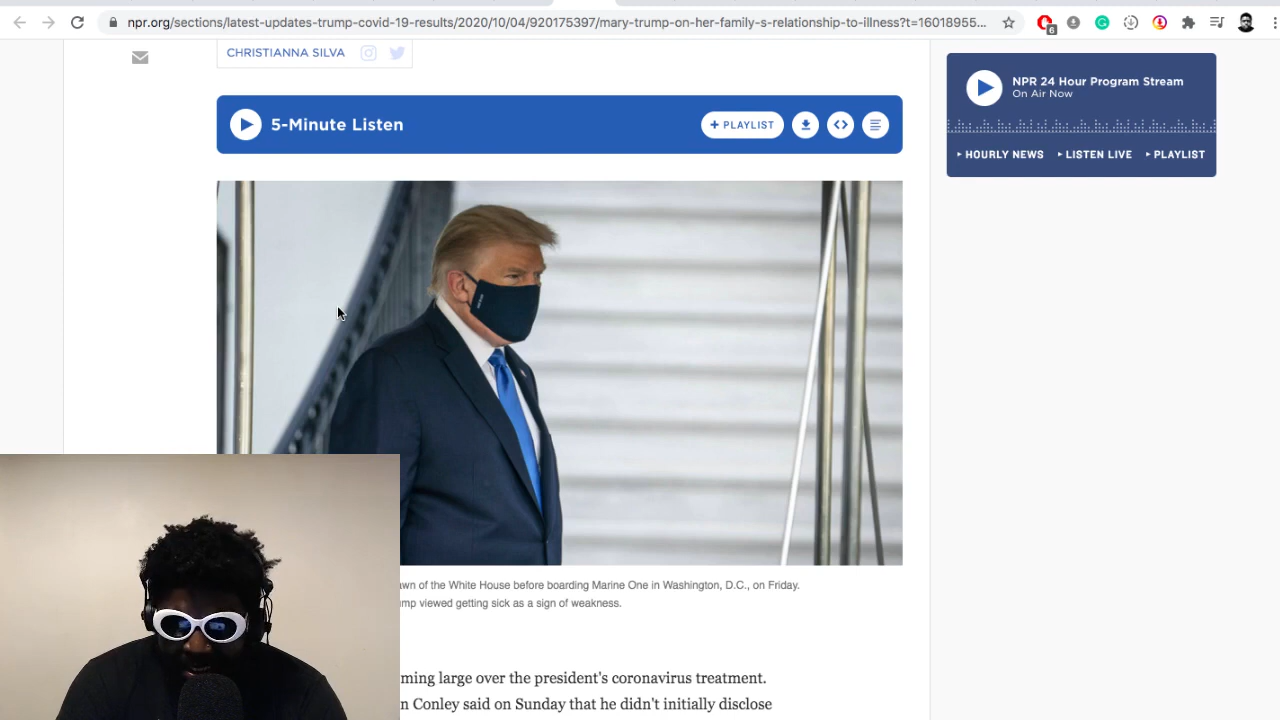 npr.org/sections/latest-updates-trump-covid-19-results/2020/10/04/920175397/mary-trump-on-her-family-s-relationship-to-illness?t=16018955...
6
CHRISTIANNA SILVA
5-Minute Listen
+ PLAYLIST
NPR 24 Hour Program Stream
On Air Now
HOURLY NEWS
LISTEN LIVE
PLAYLIST
awn of the White House before boarding Marine One in Washington, D.C., on Friday.
ump viewed getting sick as a sign of weakness.
ming large over the president's coronavirus treatment.
n Conley said on Sunday that he didn't initially disclose